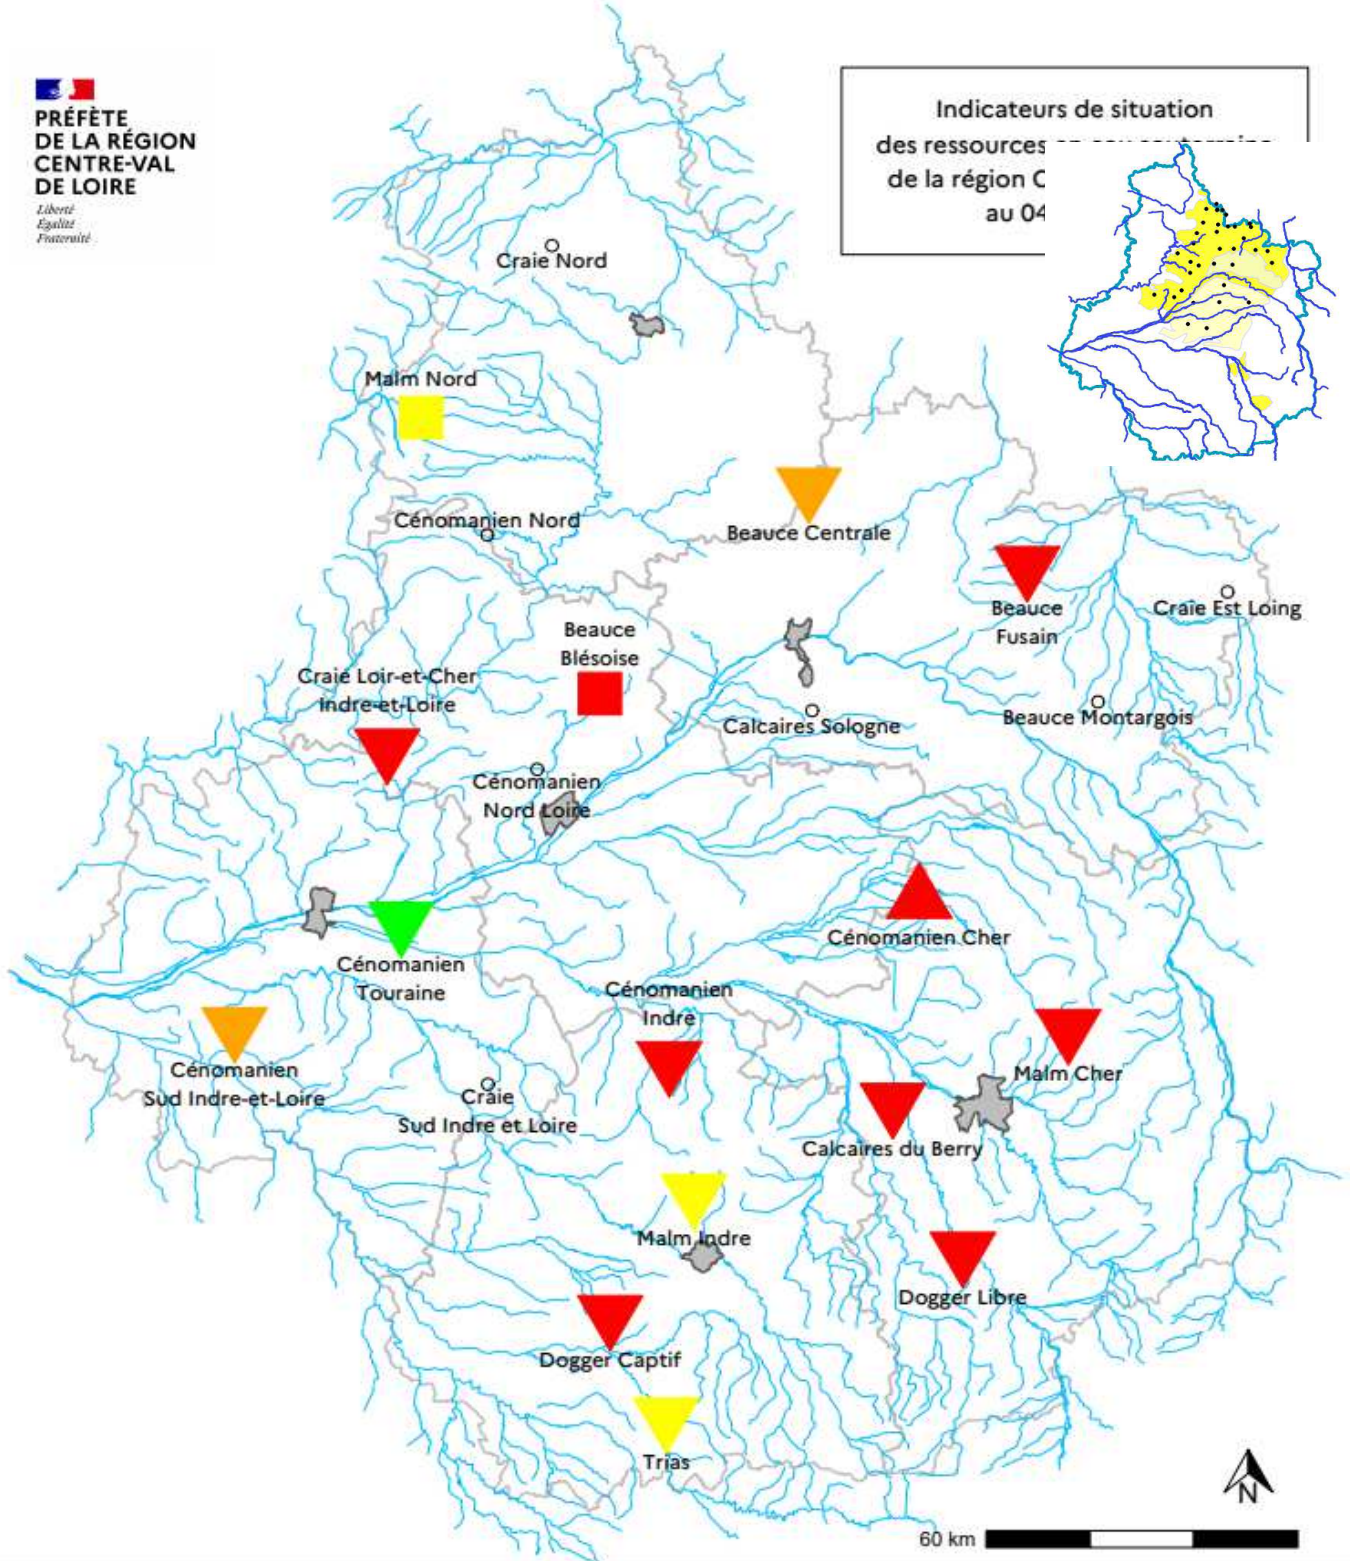 PRÉFÈTE
DE LA RÉGION
CENTRE-VAL
DE LOIRE
Liberté
Égalité
Fraternité
Indicateurs de situation
des ressources
de la région
au 04
Craie Nord
Malm Nord
Cénomanien Nord
Beauce Centrale
Beauce
Fusain
Craie Est Loing
Beauce
Blésoise
Craie Loir-et-Cher
Indre-et-Loire
Calcaires Sologne
Beauce Montargois
Cénomanien
Nord Loire
Cénomanien Cher
Cénomanien
Touraine
Cénomanien
Indre
Cénomanien
Sud Indre-et-Loire
Craie
Sud Indre et Loire
Malm Cher
Calcaires du Berry
Malm Indre
Dogger Libre
Dogger Captif
Trias
N
60 km